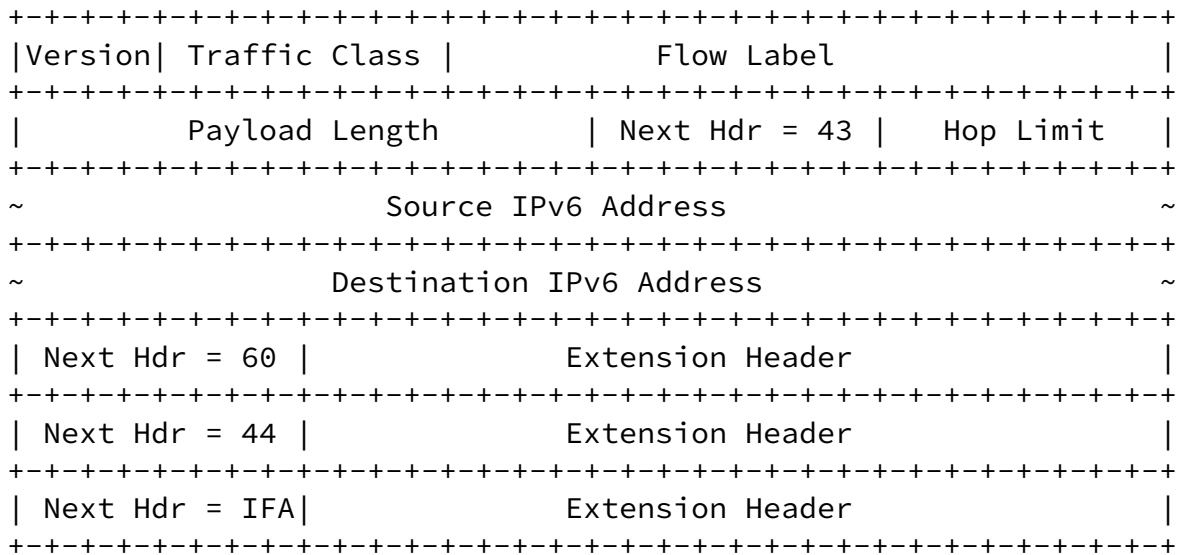 +-+-+-+-+-+-+-+-+-+-+-+-+-+-+-+-+-+-+-+-+-+-+-+-+-+-+-+-+-+-+-+-+
|Version| Traffic Class |           Flow Label                  |
+-+-+-+-+-+-+-+-+-+-+-+-+-+-+-+-+-+-+-+-+-+-+-+-+-+-+-+-+-+-+-+-+
|         Payload Length        | Next Hdr = 43 |   Hop Limit   |
+-+-+-+-+-+-+-+-+-+-+-+-+-+-+-+-+-+-+-+-+-+-+-+-+-+-+-+-+-+-+-+-+
~                    Source IPv6 Address                        ~
+-+-+-+-+-+-+-+-+-+-+-+-+-+-+-+-+-+-+-+-+-+-+-+-+-+-+-+-+-+-+-+-+
~                 Destination IPv6 Address                      ~
+-+-+-+-+-+-+-+-+-+-+-+-+-+-+-+-+-+-+-+-+-+-+-+-+-+-+-+-+-+-+-+-+
| Next Hdr = 60 |              Extension Header                 |
+-+-+-+-+-+-+-+-+-+-+-+-+-+-+-+-+-+-+-+-+-+-+-+-+-+-+-+-+-+-+-+-+
| Next Hdr = 44 |              Extension Header                 |
+-+-+-+-+-+-+-+-+-+-+-+-+-+-+-+-+-+-+-+-+-+-+-+-+-+-+-+-+-+-+-+-+
| Next Hdr = IFA|              Extension Header                 |
+-+-+-+-+-+-+-+-+-+-+-+-+-+-+-+-+-+-+-+-+-+-+-+-+-+-+-+-+-+-+-+-+